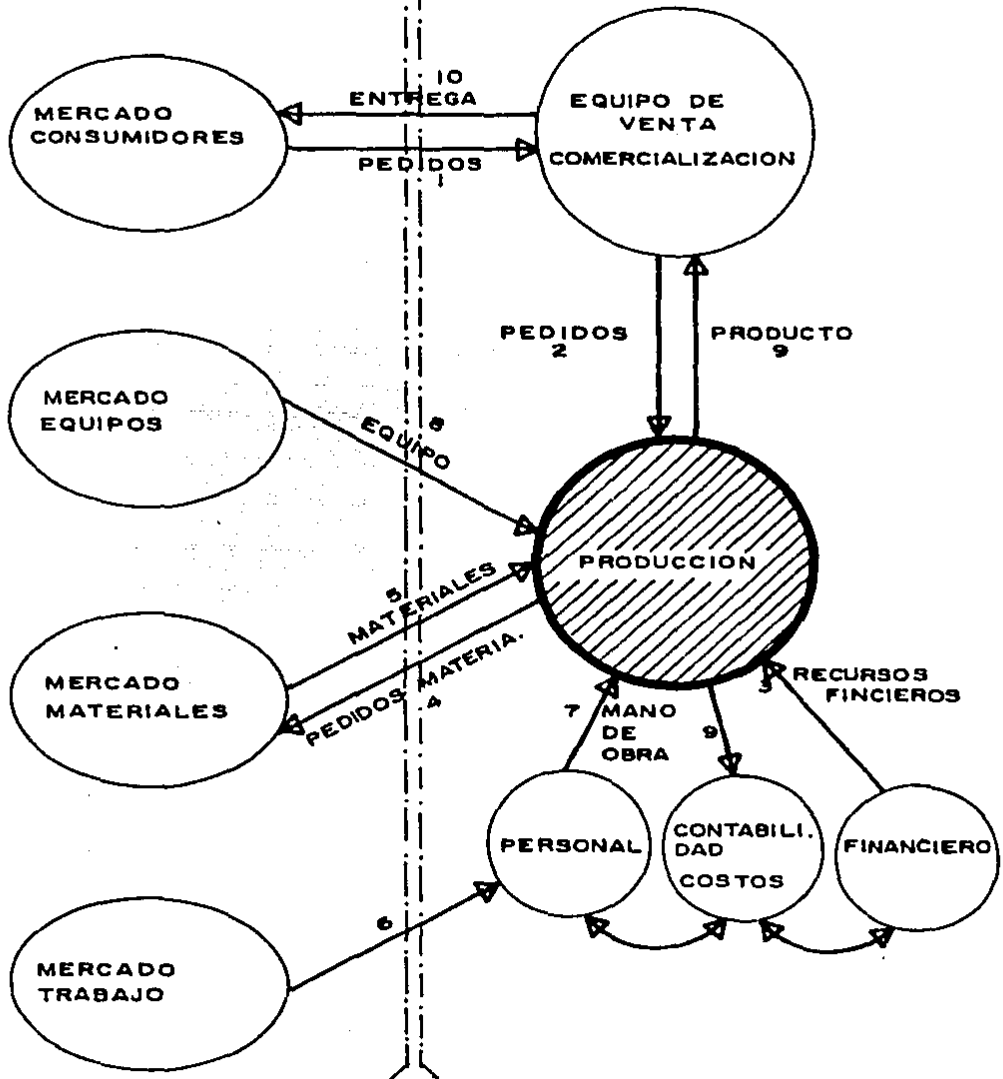 10
ENTREGA
MERCADO
CONSUMIDORES
EQUIPO DE
VENTA
COMERCIALIZACION
PEDIDOS
1
PEDIDOS
2
PRODUCTO
9
MERCADO
EQUIPOS
8
EQUIPO
PRODUCCION
5
MATERIALES
PEDIDOS MATERIA.
4
MERCADO
MATERIALES
3
RECURSOS
FINCIEROS
7 MANO
DE
OBRA
9
PERSONAL
CONTABILI.
DAD
COSTOS
FINANCIERO
6
MERCADO
TRABAJO